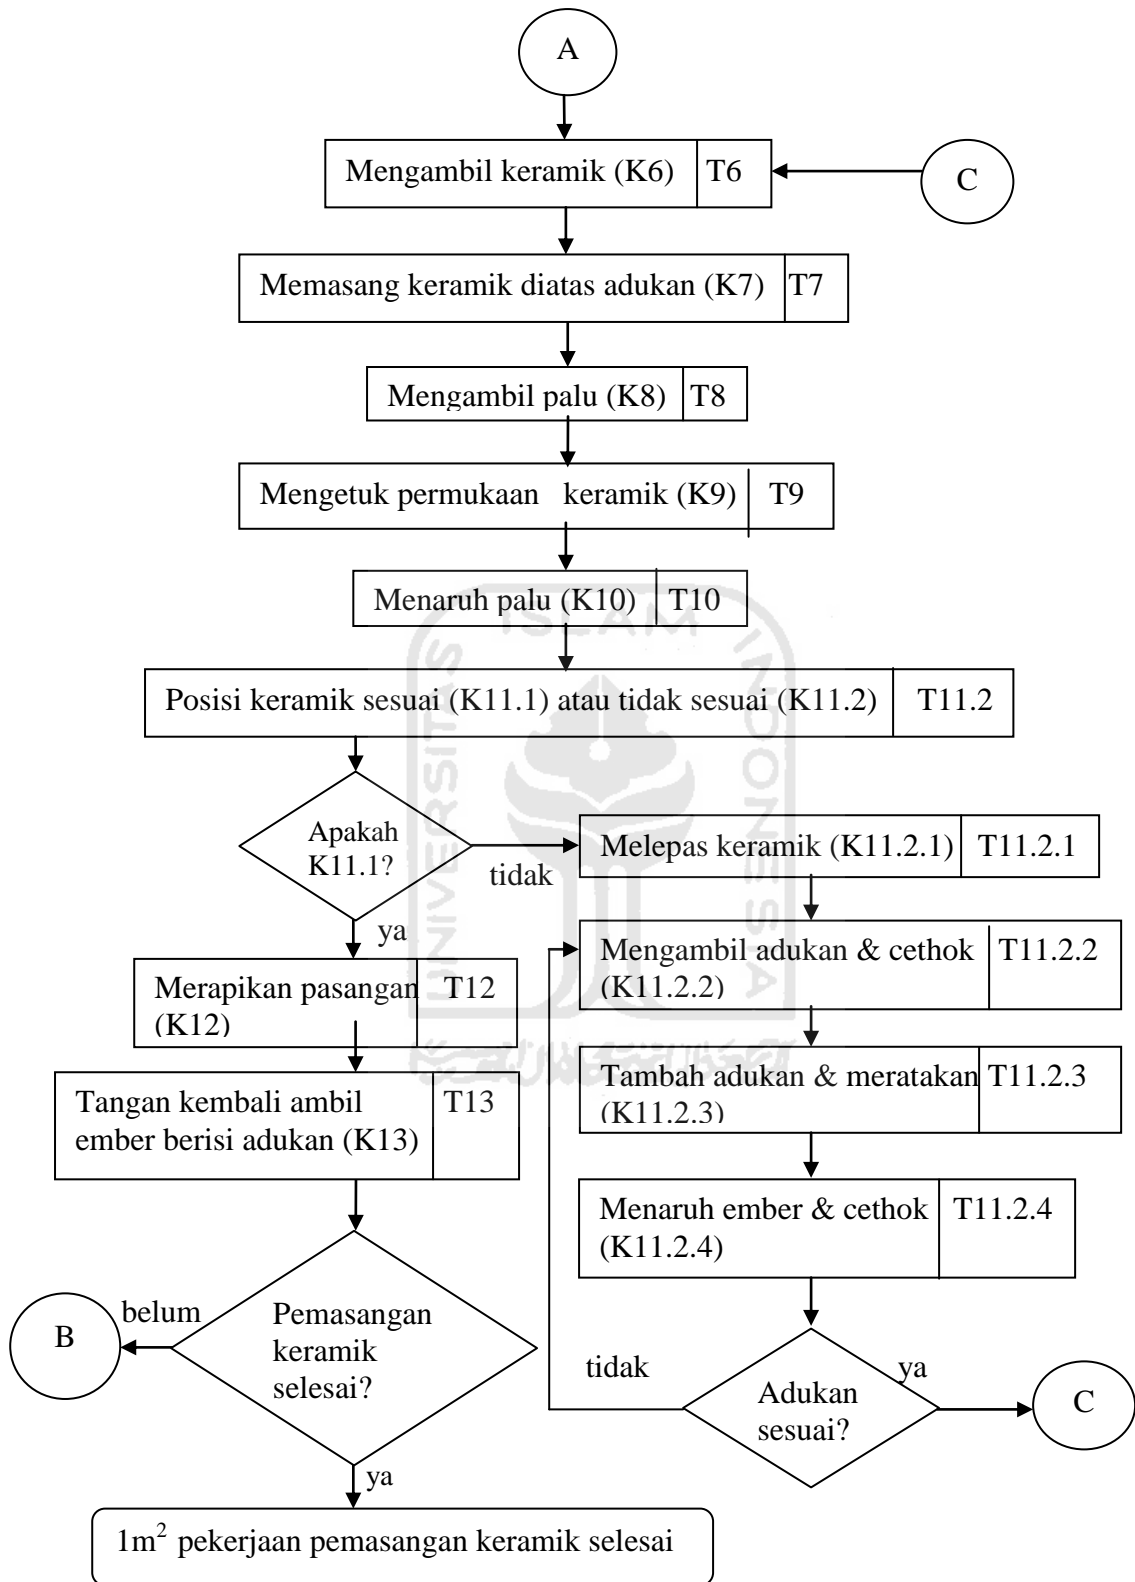 A
Mengambil keramik (K6) T6
C
Memasang keramik diatas adukan (K7) T7
Mengambil palu (K8) T8
Mengetuk permukaan keramik (K9) T9
Menaruh palu (K10) T10
Posisi keramik sesuai (K11.1) atau tidak sesuai (K11.2) T11.2
Apakah
K11.1?
tidak
ya
Melepas keramik (K11.2.1) T11.2.1
Mengambil adukan & cethok T11.2.2
(K11.2.2)
Tambah adukan & meratakan T11.2.3
(K11.2.3)
Menaruh ember & cethok T11.2.4
(K11.2.4)
Adukan
sesuai?
tidak
ya
C
Merapikan pasangan T12
(K12)
Tangan kembali ambil T13
ember berisi adukan (K13)
Pemasangan
keramik
selesai?
belum
B
ya
1m² pekerjaan pemasangan keramik selesai
UNIVERSITAS
ISLAM
INDONESIA